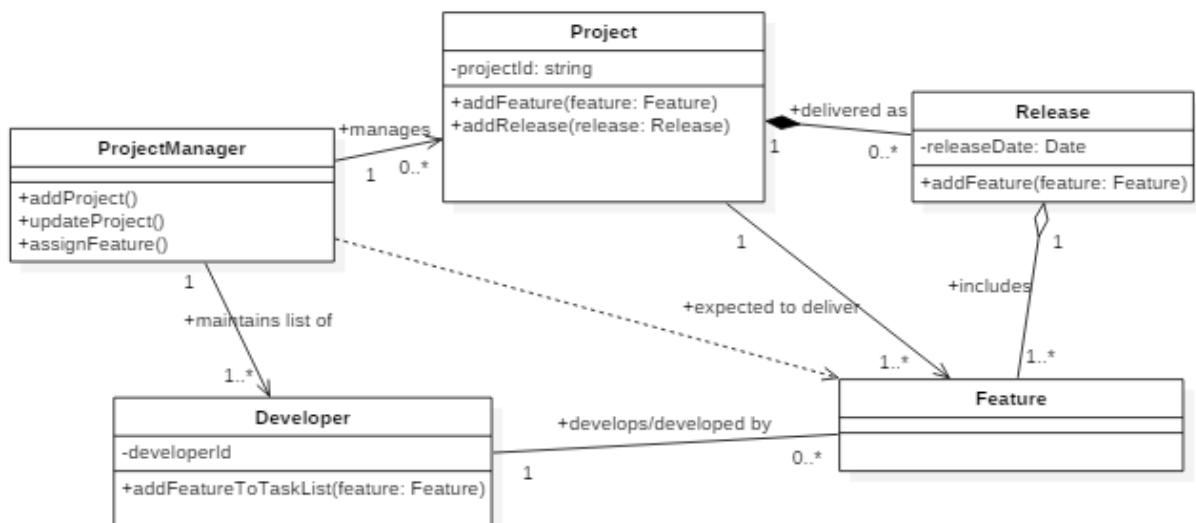 Project
-projectId: string
+addFeature(feature: Feature)
+addRelease(release: Release)
+delivered as
1
0..*
Release
-releaseDate: Date
+addFeature(feature: Feature)
+manages
1
0..*
ProjectManager
+addProject()
+updateProject()
+assignFeature()
1
+maintains list of
1..*
1
+expected to deliver
1..*
1
+includes
1..*
Developer
-developerId
+addFeatureToTaskList(feature: Feature)
+develops/developed by
1
0..*
Feature